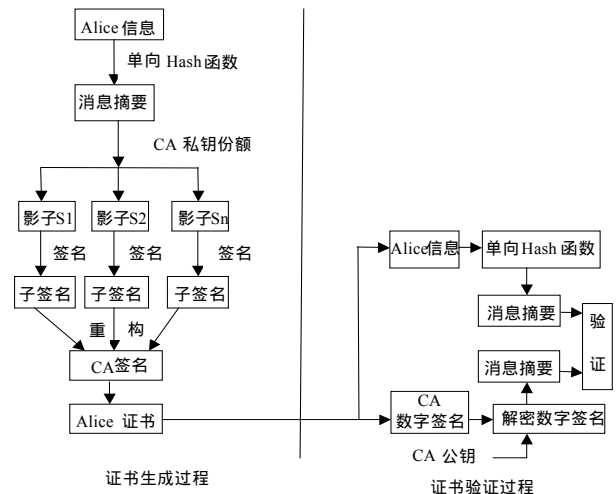 Alice 信息
单向 Hash 函数
消息摘要
CA 私钥份额
影子S1
影子S2
影子Sn
签名
签名
签名
子签名
子签名
子签名
重 构
CA签名
Alice 证书
证书生成过程
Alice信息
单向Hash 函数
消息摘要
验
证
消息摘要
CA
数字签名
解密数字签名
CA 公钥
证书验证过程